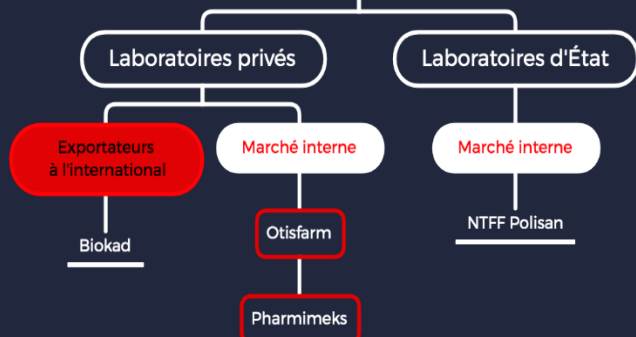 Laboratoires privés
Laboratoires d'État
Exportateurs
à l'international
Marché interne
Marché interne
Biokad
Otisfarm
NTFF Polisan
Pharmimeks